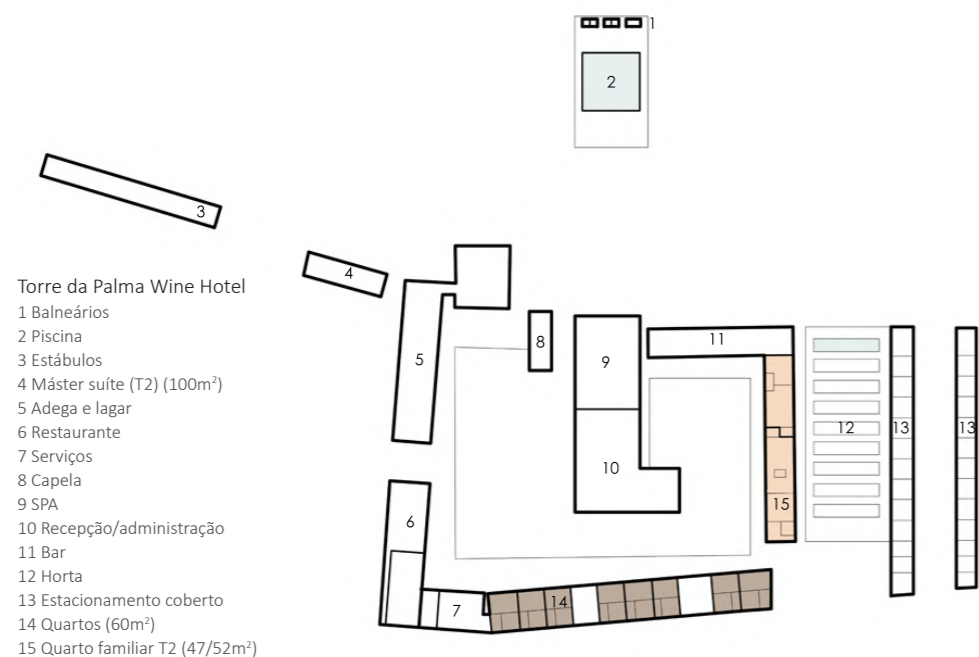 1
2
3
4
Torre da Palma Wine Hotel
1 Balneários
2 Piscina
3 Estábulos
4 Máster suíte (T2) (100m²)
5 Adega e lagar
6 Restaurante
7 Serviços
8 Capela
9 SPA
10 Recepção/administração
11 Bar
12 Horta
13 Estacionamento coberto
14 Quartos (60m²)
15 Quarto familiar T2 (47/52m²)
5
8
9
11
12
13
13
10
15
6
7
14